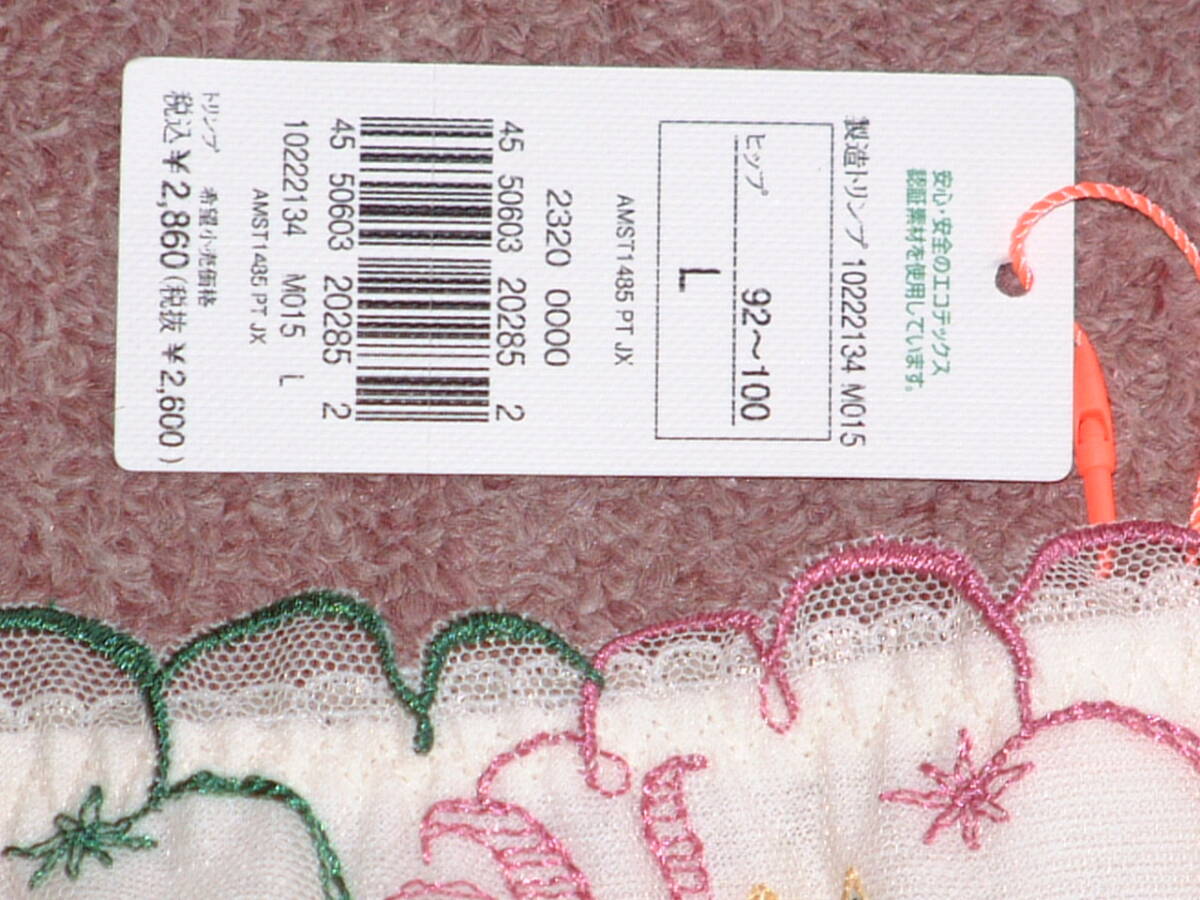 安心・安全のエコテックス
認証素材を使用しています。
製造トリンプ 10222134 M015
ヒップ 92～100
L
AMST1485 PT JX
2320 0000
45 50603 20285 2
45 50603 20285 2
10222134 M015 L
AMST1485 PT JX
トリンプ 希望小売価格
税込￥2,860(税抜￥2,600)